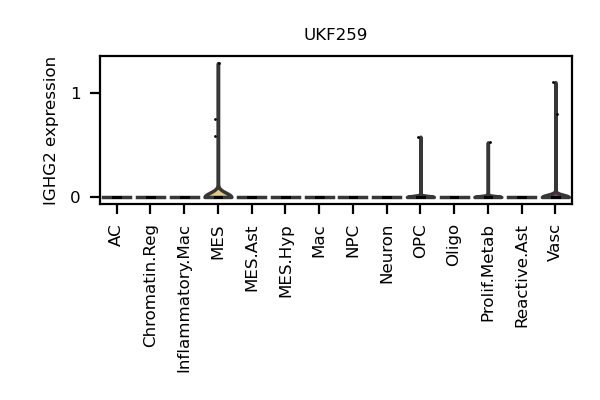 UKF259
IGHG2 expression
1
0
AC
Chromatin.Reg
Inflammatory.Mac
MES
MES.Ast
MES.Hyp
Mac
NPC
Neuron
OPC
Oligo
Prolif.Metab
Reactive.Ast
Vasc